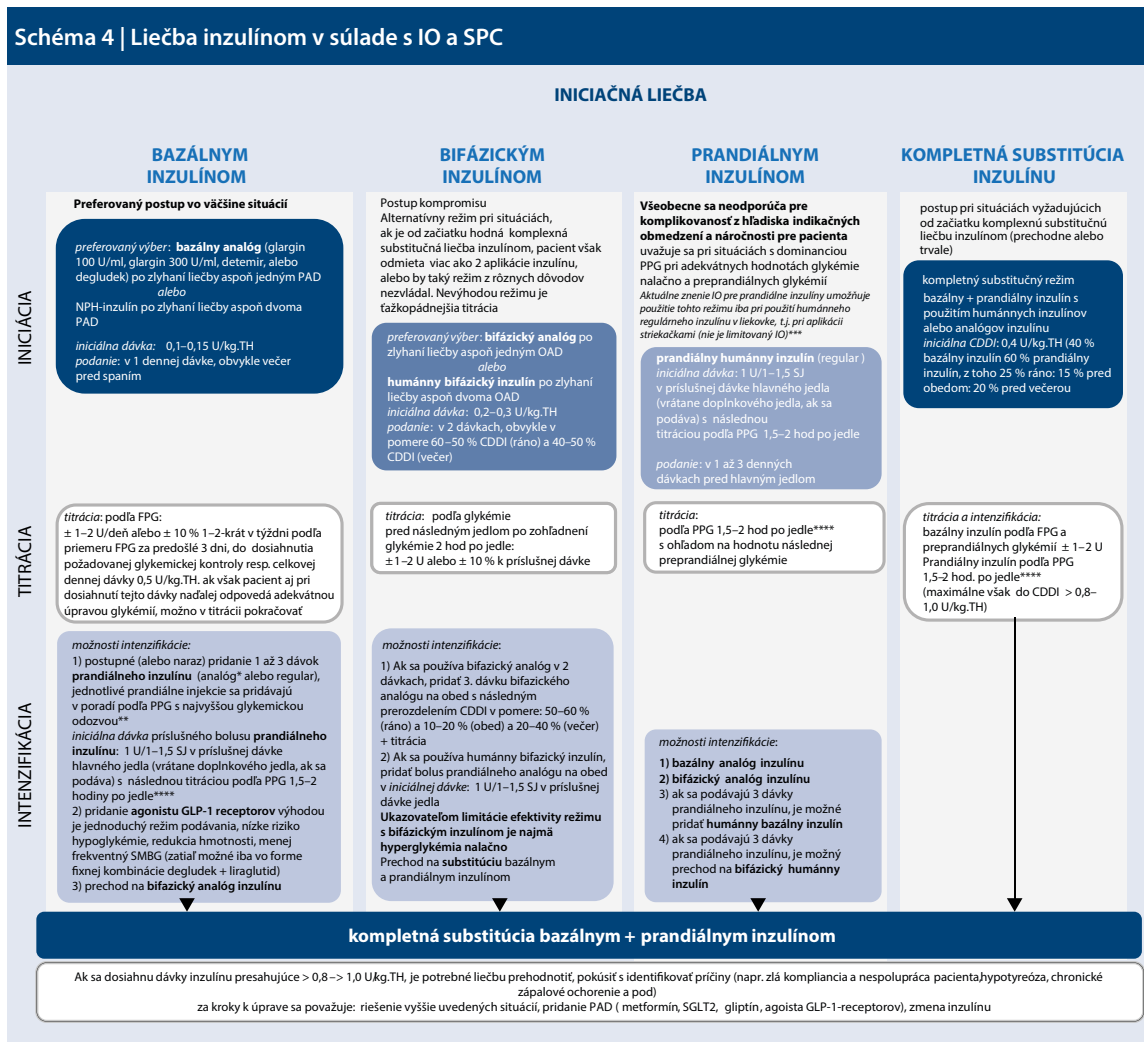 Schéma 4 | Liečba inzulínom v súlade s IO a SPC
INICIAČNÁ LIEČBA
BAZÁLNYM
INZULÍNOM
BIFÁZICKÝM
INZULÍNOM
PRANDIÁLNYM
INZULÍNOM
KOMPLETNÁ SUBSTITÚCIA
INZULÍNU
INICIÁCIA
Preferovaný postup vo väčšine situácií
preferovaný výber: bazálny analóg (glargin
100 U/ml, glargin 300 U/ml, detemir, alebo
degludek) po zlyhaní liečby aspoň jedným PAD
alebo
NPH-inzulín po zlyhaní liečby aspoň dvoma
PAD
iniciálna dávka: 0,1–0,15 U/kg.TH
podanie: v 1 dennej dávke, obvykle večer
pred spaním
Postup kompromisu
Alternatívny režim pri situáciách,
ak je od začiatku hodná komplexná
substitučná liečba inzulínom, pacient však
odmieta viac ako 2 aplikácie inzulínu,
alebo by taký režim z rôznych dôvodov
nezvládal. Nevýhodou režimu je
ťažkopádnejšia titrácia
preferovaný výber: bifázický analóg po
zlyhaní liečby aspoň jedným OAD
alebo
humánny bifázický inzulín po zlyhaní
liečby aspoň dvoma OAD
iniciálna dávka: 0,2–0,3 U/kg.TH
podanie: v 2 dávkach, obvykle v
pomere 60–50 % CDDI (ráno) a 40–50 %
CDDI (večer)
Všeobecne sa neodporúča pre
komplikovanosť z hľadiska indikačných
obmedzení a náročnosti pre pacienta
uvažuje sa pri situáciách s dominanciou
PPG pri adekvátnych hodnotách glykémie
nalačno a preprandiálnych glykémií
Aktuálne znenie IO pre prandiálne inzulíny umožňuje
použitie tohto režimu iba pri použití humánneho
regulárneho inzulínu v liekovke, t.j. pri aplikácii
striekačkami (nie je limitovaný IO)***
prandiálny humánny inzulín (regular )
iniciálna dávka: 1 U/1–1,5 SJ
v príslušnej dávke hlavného jedla
(vrátane doplnkového jedla, ak sa
podáva) s následnou
titráciou podľa PPG 1,5–2 hod po jedle
podanie: v 1 až 3 denných
dávkach pred hlavným jedlom
postup pri situáciách vyžadujúcich
od začiatku komplexnú substitučnú
liečbu inzulínom (prechodne alebo
trvale)
kompletný substitučný režim
bazálny + prandiálny inzulín s
použitím humánnych inzulínov
alebo analógov inzulínu
iniciálna CDDI: 0,4 U/kg.TH (40 %
bazálny inzulín 60 % prandiálny
inzulín, z toho 25 % ráno: 15 % pred
obedom: 20 % pred večerou
TITRÁCIA
titrácia: podľa FPG:
± 1–2 U/deň alebo ± 10 % 1–2-krát v týždni podľa
priemeru FPG za predošlé 3 dni, do dosiahnutia
požadovanej glykemickej kontroly resp. celkovej
dennej dávky 0,5 U/kg.TH. ak však pacient aj pri
dosiahnutí tejto dávky naďalej odpovedá adekvátnou
úpravou glykémií, možno v titrácii pokračovať
titrácia: podľa glykémie
pred následným jedlom po zohľadnení
glykémie 2 hod po jedle:
±1–2 U alebo ± 10 % k príslušnej dávke
titrácia:
podľa PPG 1,5–2 hod po jedle****
s ohľadom na hodnotu následnej
preprandiálnej glykémie
titrácia a intenzifikácia:
bazálny inzulín podľa FPG a
preprandiálnych glykémií ± 1–2 U
Prandiálny inzulín podľa PPG
1,5–2 hod. po jedle****
(maximálne však do CDDI > 0,8–
1,0 U/kg.TH)
INTENZIFIKÁCIA
možnosti intenzifikácie:
1) postupné (alebo naraz) pridanie 1 až 3 dávok
prandiálneho inzulínu (analóg* alebo regular),
jednotlivé prandiálne injekcie sa pridávajú
v poradí podľa PPG s najvyššou glykemickou
odozvou**
iniciálna dávka príslušného bolusu prandiálneho
inzulínu: 1 U/1–1,5 SJ v príslušnej dávke
hlavného jedla (vrátane doplnkového jedla, ak sa
podáva) s následnou titráciou podľa PPG 1,5–2
hodiny po jedle****
2) pridanie agonistu GLP-1 receptorov výhodou
je jednoduchý režim podávania, nízke riziko
hypoglykémie, redukcia hmotnosti, menej
frekventný SMBG (zatiaľ možné iba vo forme
fixnej kombinácie degludek + liraglutid)
3) prechod na bifazický analóg inzulínu
možnosti intenzifikácie:
1) Ak sa používa bifazický analóg v 2
dávkach, pridať 3. dávku bifazického
analógu na obed s následným
prerozdelením CDDI v pomere: 50–60 %
(ráno) a 10–20 % (obed) a 20–40 % (večer)
+ titrácia
2) Ak sa používa humánny bifazický inzulín,
pridať bolus prandiálneho analógu na obed
v iniciálnej dávke: 1 U/1–1,5 SJ v príslušnej
dávke jedla
Ukazovateľom limitácie efektivity režimu
s bifázickým inzulínom je najmä
hyperglykémia nalačno
Prechod na substitúciu bazálnym
a prandiálnym inzulínom
možnosti intenzifikácie:
1) bazálny analóg inzulínu
2) bifázický analóg inzulínu
3) ak sa podávajú 3 dávky
prandiálneho inzulínu, je možné
pridať humánny bazálny inzulín
4) ak sa podávajú 3 dávky
prandiálneho inzulínu, je možný
prechod na bifázický humánny
inzulín
kompletná substitúcia bazálnym + prandiálnym inzulínom
Ak sa dosiahnu dávky inzulínu presahujúce > 0,8 –> 1,0 U/kg.TH, je potrebné liečbu prehodnotiť, pokúsiť s identifikovať príčiny (napr. zlá kompliancia a nespolupráca pacienta,hypotyreóza, chronické
zápalové ochorenie a pod)
za kroky k úprave sa považuje: riešenie vyššie uvedených situácií, pridanie PAD ( metformín, SGLT2, gliptín, agoista GLP-1-receptorov), zmena inzulínu